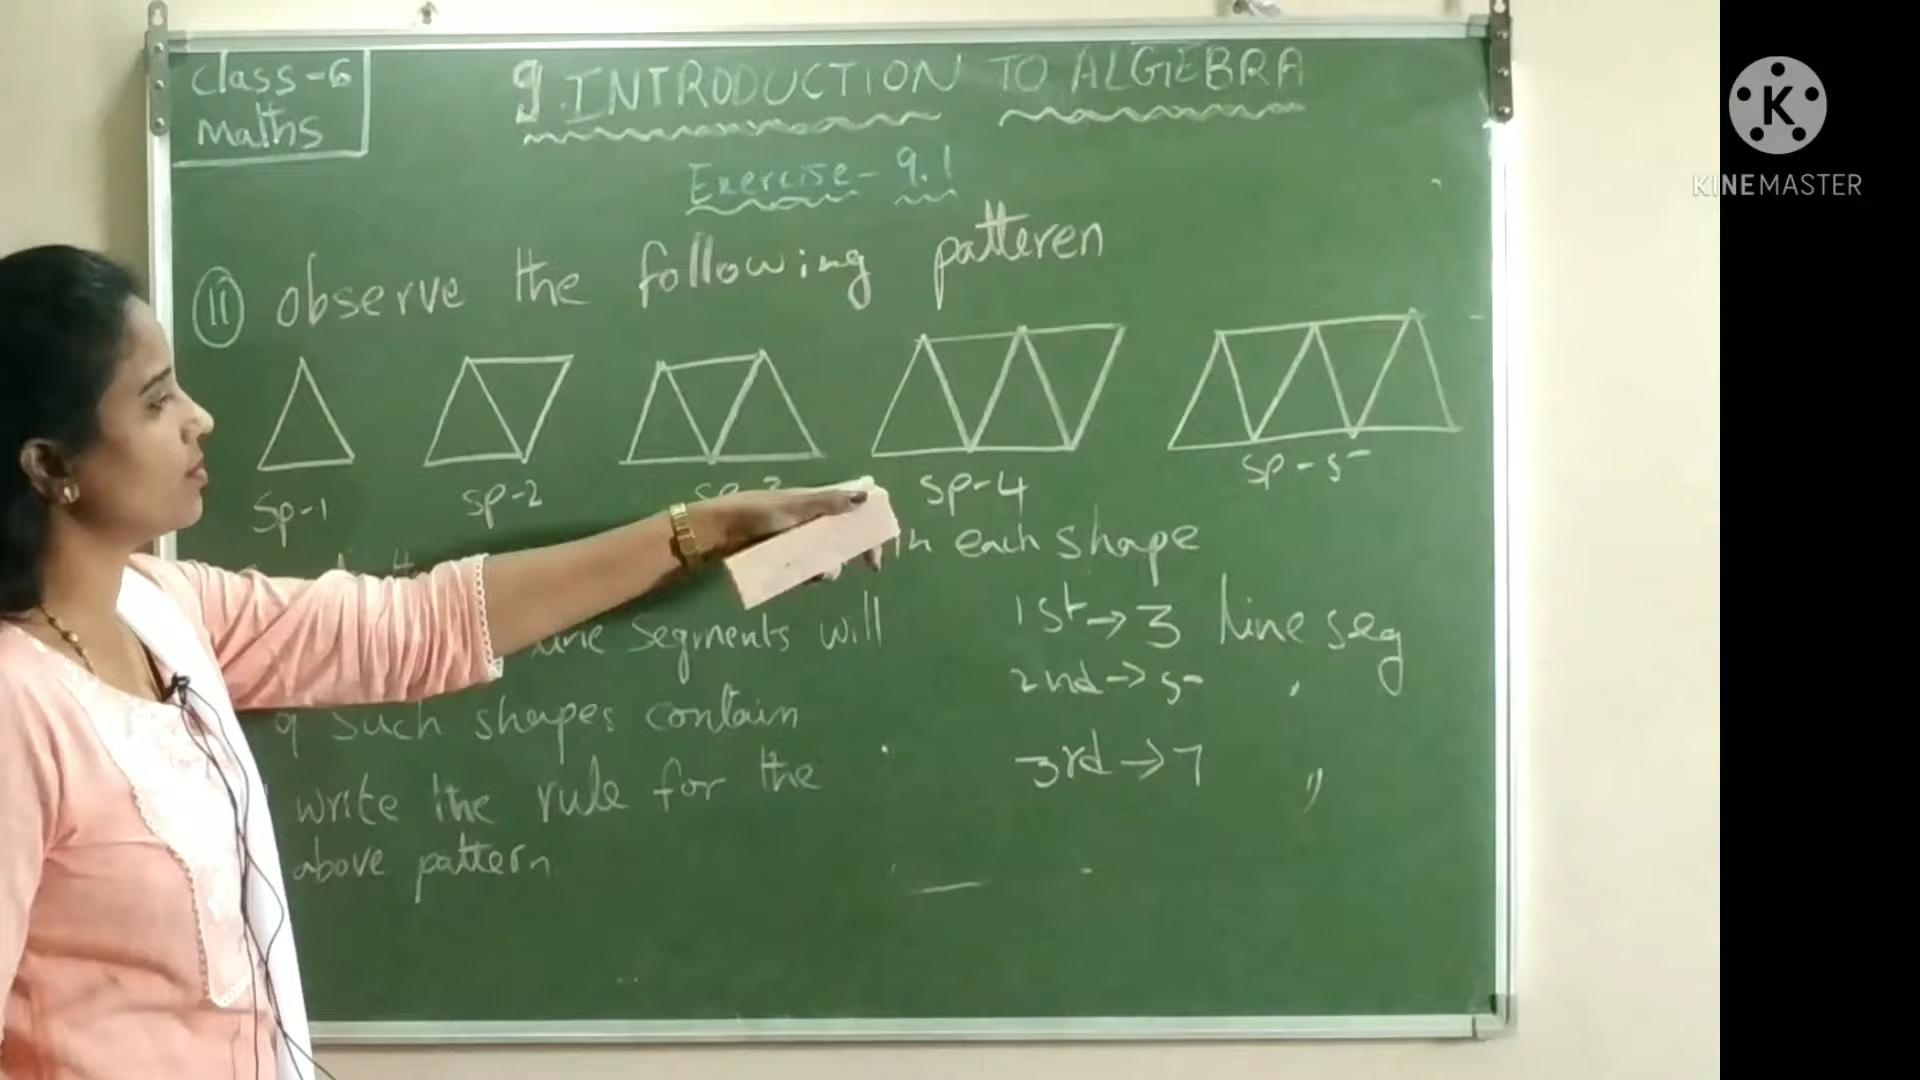 class-6
Maths
9.INTRODUCTION TO ALGEBRA
Exercise-9.1
11 observe the following patteren
sp-1
sp-2
sp-4
sp-5
in each shape
line segments will
such shapes contain
write the rule for the
above pattern
1st→3 line seg
2nd→5 "
3rd→7 "
K
KINEMASTER